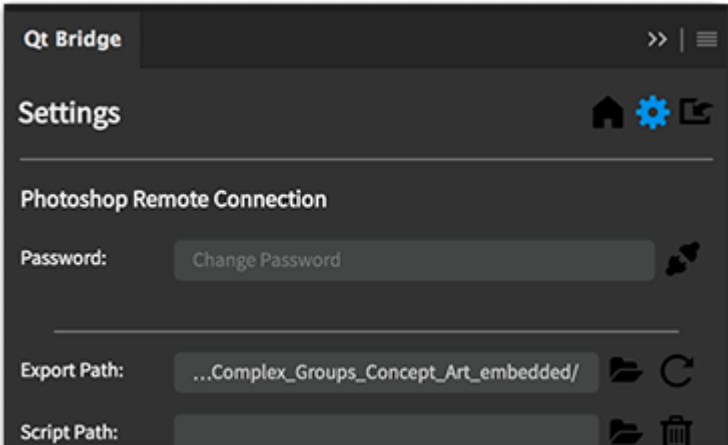 Qt Bridge
Settings
Photoshop Remote Connection
Password: Change Password
Export Path: ...Complex_Groups_Concept_Art_embedded/
Script Path: